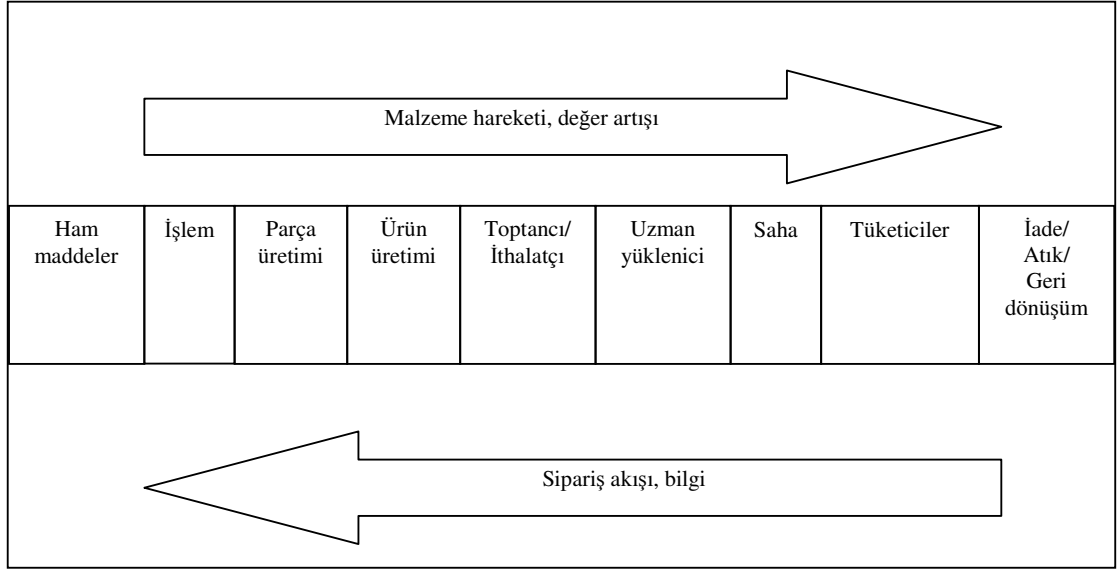 Malzeme hareketi, değer artışı
Ham
maddeler
İşlem
Parça
üretimi
Ürün
üretimi
Toptancı/
İthalatçı
Uzman
yüklenici
Saha
Tüketiciler
İade/
Atık/
Geri
dönüşüm
Sipariş akışı, bilgi